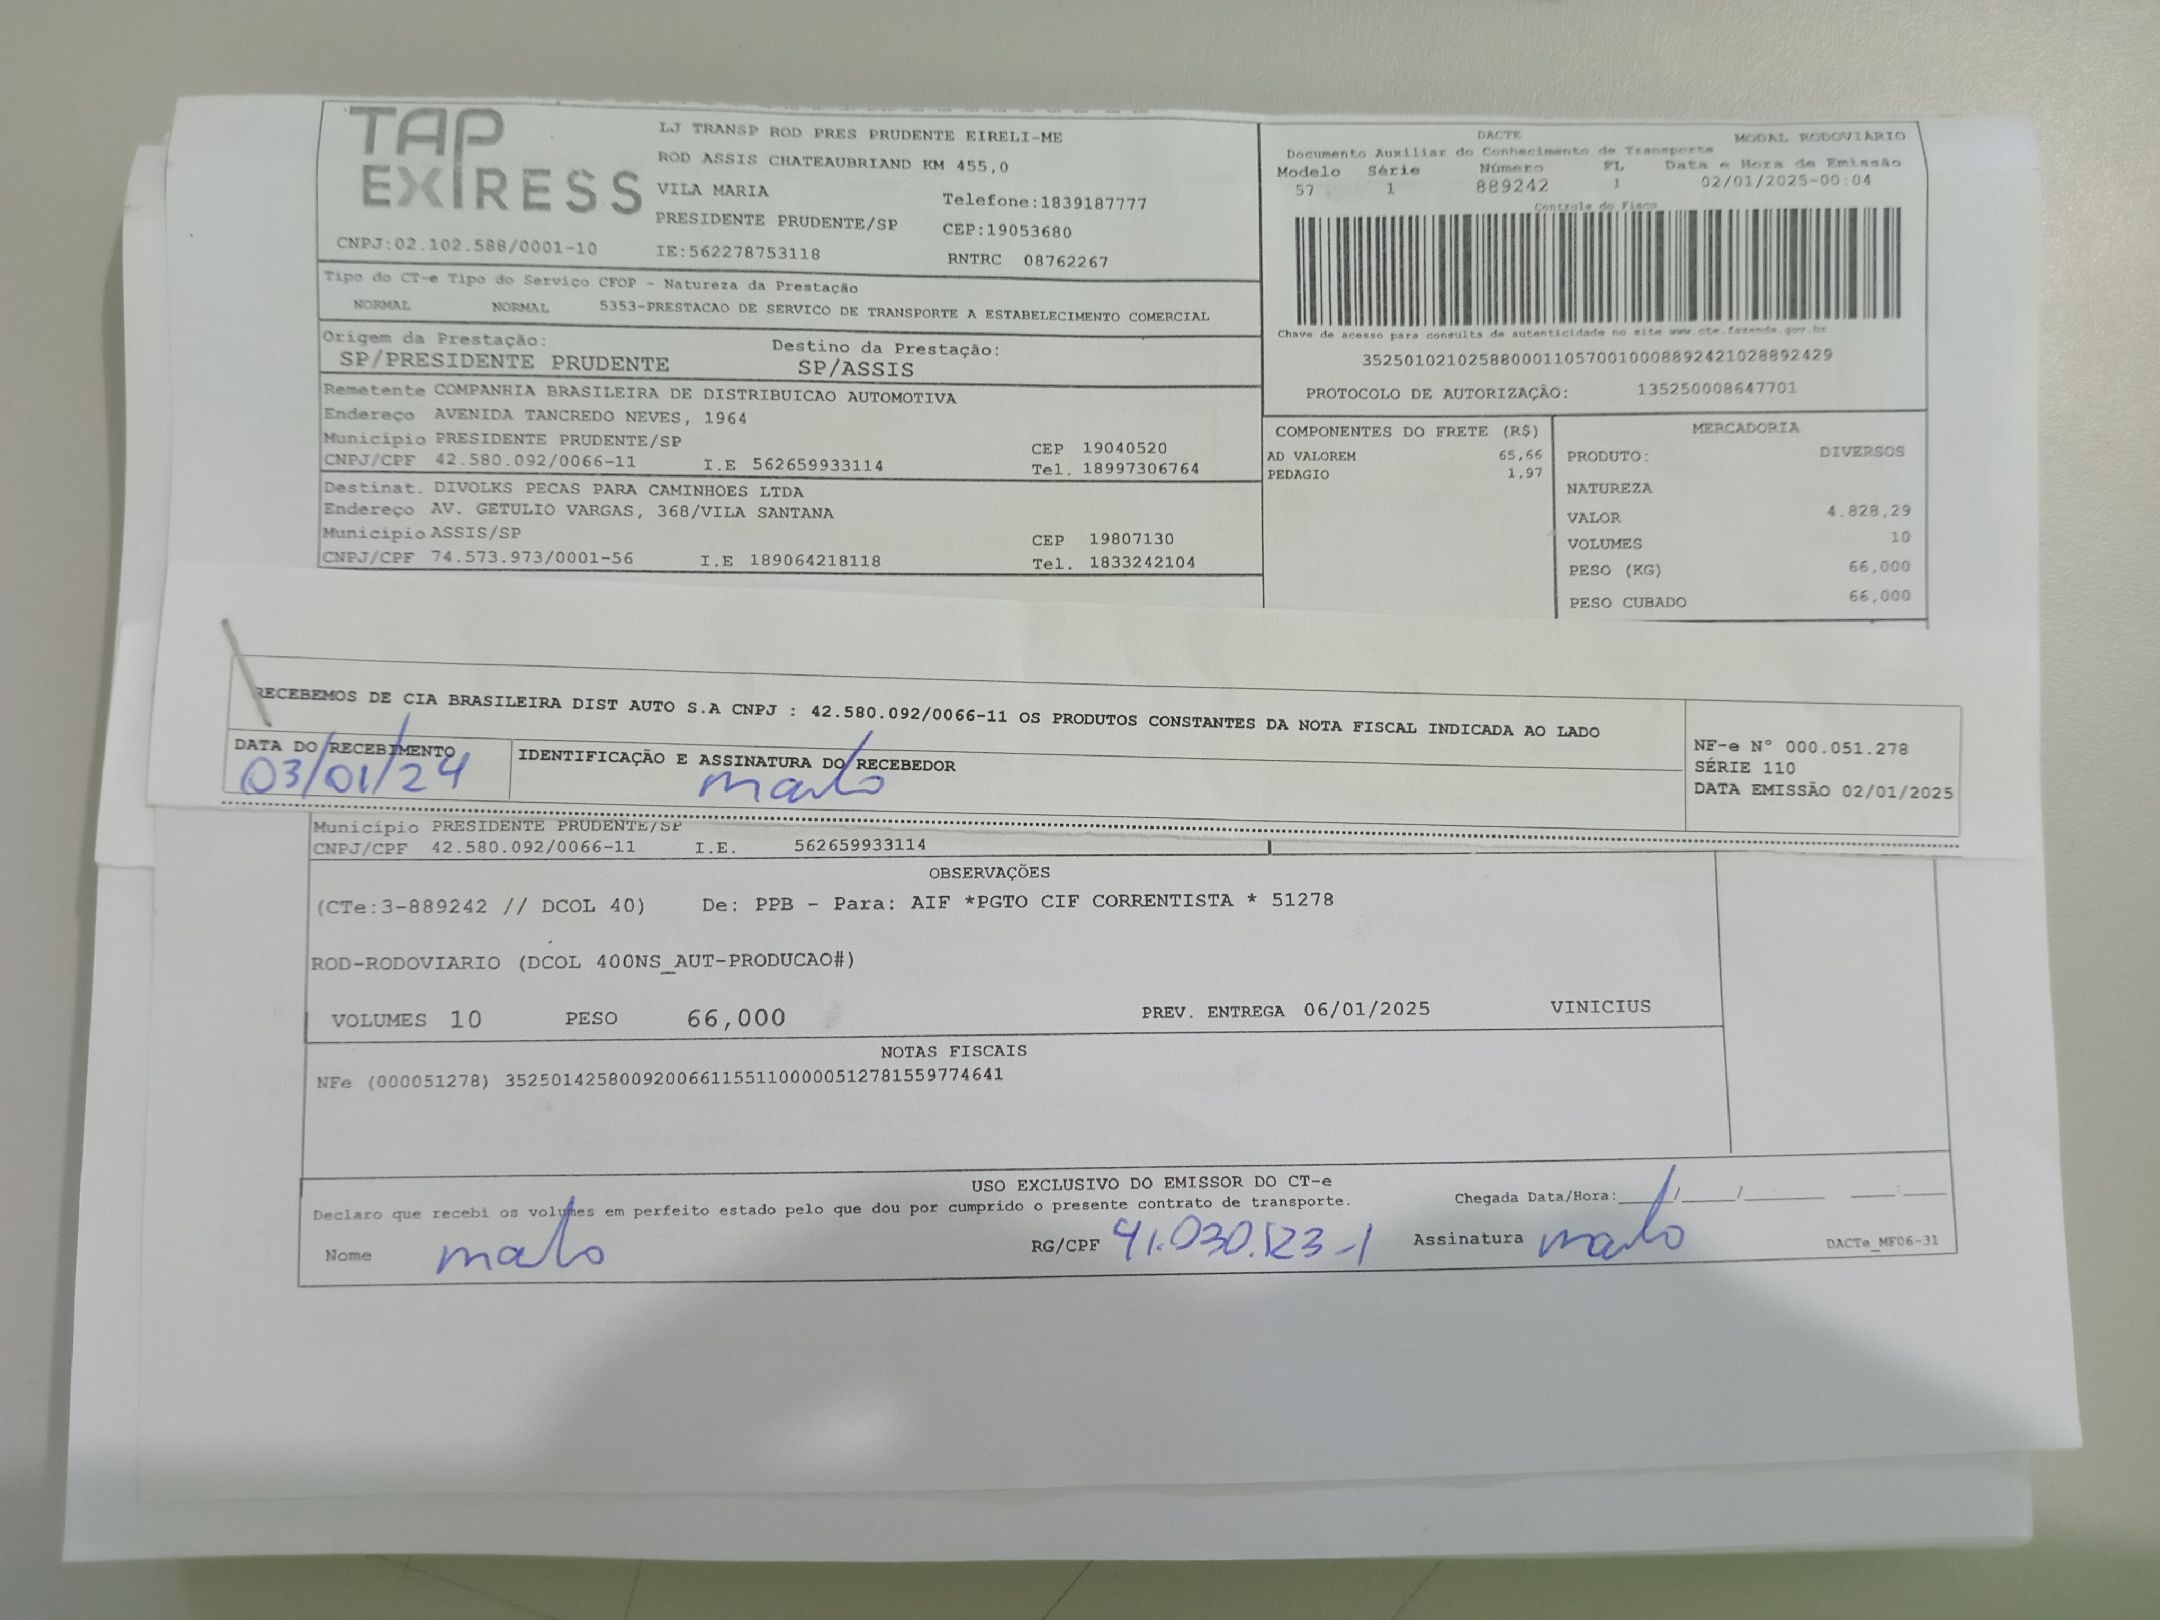 TAP
EXPRESS
CNPJ:02.102.588/0001-10
LJ TRANSP ROD PRES PRUDENTE EIRELI-ME
ROD ASSIS CHATEAUBRIAND KM 455,0
VILA MARIA Telefone:1839187777
PRESIDENTE PRUDENTE/SP CEP:19053680
IE:562278753118 RNTRC 08762267
DACTE MODAL RODOVIÁRIO
Documento Auxiliar do Conhecimento de Transporte
Modelo Série Número FL Data e Hora de Emissão
57 1 889242 1 02/01/2025-00:04
Controle do Fisco
Chave de acesso para consulta de autenticidade no site www.cte.fazenda.gov.br
35250102102588000110570010008892421028892429
PROTOCOLO DE AUTORIZAÇÃO: 135250008647701
Tipo do CT-e Tipo do Serviço CFOP - Natureza da Prestação
NORMAL NORMAL 5353-PRESTACAO DE SERVICO DE TRANSPORTE A ESTABELECIMENTO COMERCIAL
Origem da Prestação: Destino da Prestação:
SP/PRESIDENTE PRUDENTE SP/ASSIS
Remetente COMPANHIA BRASILEIRA DE DISTRIBUICAO AUTOMOTIVA
Endereço AVENIDA TANCREDO NEVES, 1964
Município PRESIDENTE PRUDENTE/SP CEP 19040520
CNPJ/CPF 42.580.092/0066-11 I.E 562659933114 Tel. 18997306764
Destinat. DIVOLKS PECAS PARA CAMINHOES LTDA
Endereço AV. GETULIO VARGAS, 368/VILA SANTANA
Município ASSIS/SP CEP 19807130
CNPJ/CPF 74.573.973/0001-56 I.E 189064218118 Tel. 1833242104
COMPONENTES DO FRETE (R$)
AD VALOREM 65,66
PEDAGIO 1,97
MERCADORIA
PRODUTO: DIVERSOS
NATUREZA
VALOR 4.828,29
VOLUMES 10
PESO (KG) 66,000
PESO CUBADO 66,000
RECEBEMOS DE CIA BRASILEIRA DIST AUTO S.A CNPJ : 42.580.092/0066-11 OS PRODUTOS CONSTANTES DA NOTA FISCAL INDICADA AO LADO
DATA DO RECEBIMENTO IDENTIFICAÇÃO E ASSINATURA DO RECEBEDOR
03/01/24
NF-e N° 000.051.278
SÉRIE 110
DATA EMISSÃO 02/01/2025
Município PRESIDENTE PRUDENTE/SP
CNPJ/CPF 42.580.092/0066-11 I.E. 562659933114
OBSERVAÇÕES
(CTe:3-889242 // DCOL 40) De: PPB - Para: AIF *PGTO CIF CORRENTISTA * 51278
ROD-RODOVIARIO (DCOL 400NS_AUT-PRODUCAO#)
VOLUMES 10 PESO 66,000 PREV. ENTREGA 06/01/2025 VINICIUS
NOTAS FISCAIS
NFe (000051278) 35250142580092006611551100000512781559774641
USO EXCLUSIVO DO EMISSOR DO CT-e
Declaro que recebi os volumes em perfeito estado pelo que dou por cumprido o presente contrato de transporte.
Chegada Data/Hora:___/___/_____ ___:___
Nome RG/CPF 41.030.123-1 Assinatura
DACTe_MF06-31